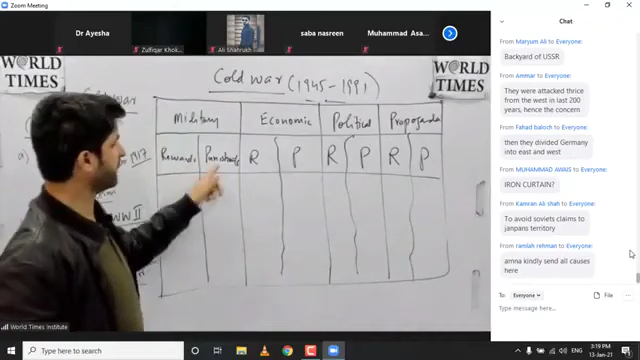 Zoom Meeting
Dr Ayesha
Zulfiqar Khok...
Ali Shahrukh
saba nasreen
Muhammad Asa...
WORLD
TIMES
Cold war (1945-1991)
WORLD
TIMES
Military
Economic
Political
Propaganda
Rewards
R
P
R
P
R
P
a)
1917
WW II
World Times Institute
Chat
From Maryum Ali to Everyone:
Backyard of USSR
From Ammar to Everyone:
They were attacked thrice
from the west in last 200
years, hence the concern
From Fahad baloch to Everyone:
then they divided Germany
into east and west
From MUHAMMAD AWAIS to Everyone:
IRON CURTAIN?
From Kamran Ali shah to Everyone:
To avoid soviets claims to
janpans territory
From ramlah rehman to Everyone:
amna kindly send all causes
here
To: Everyone
File
Type message here...
Type here to search
ENG
3:19 PM
13-Jan-21